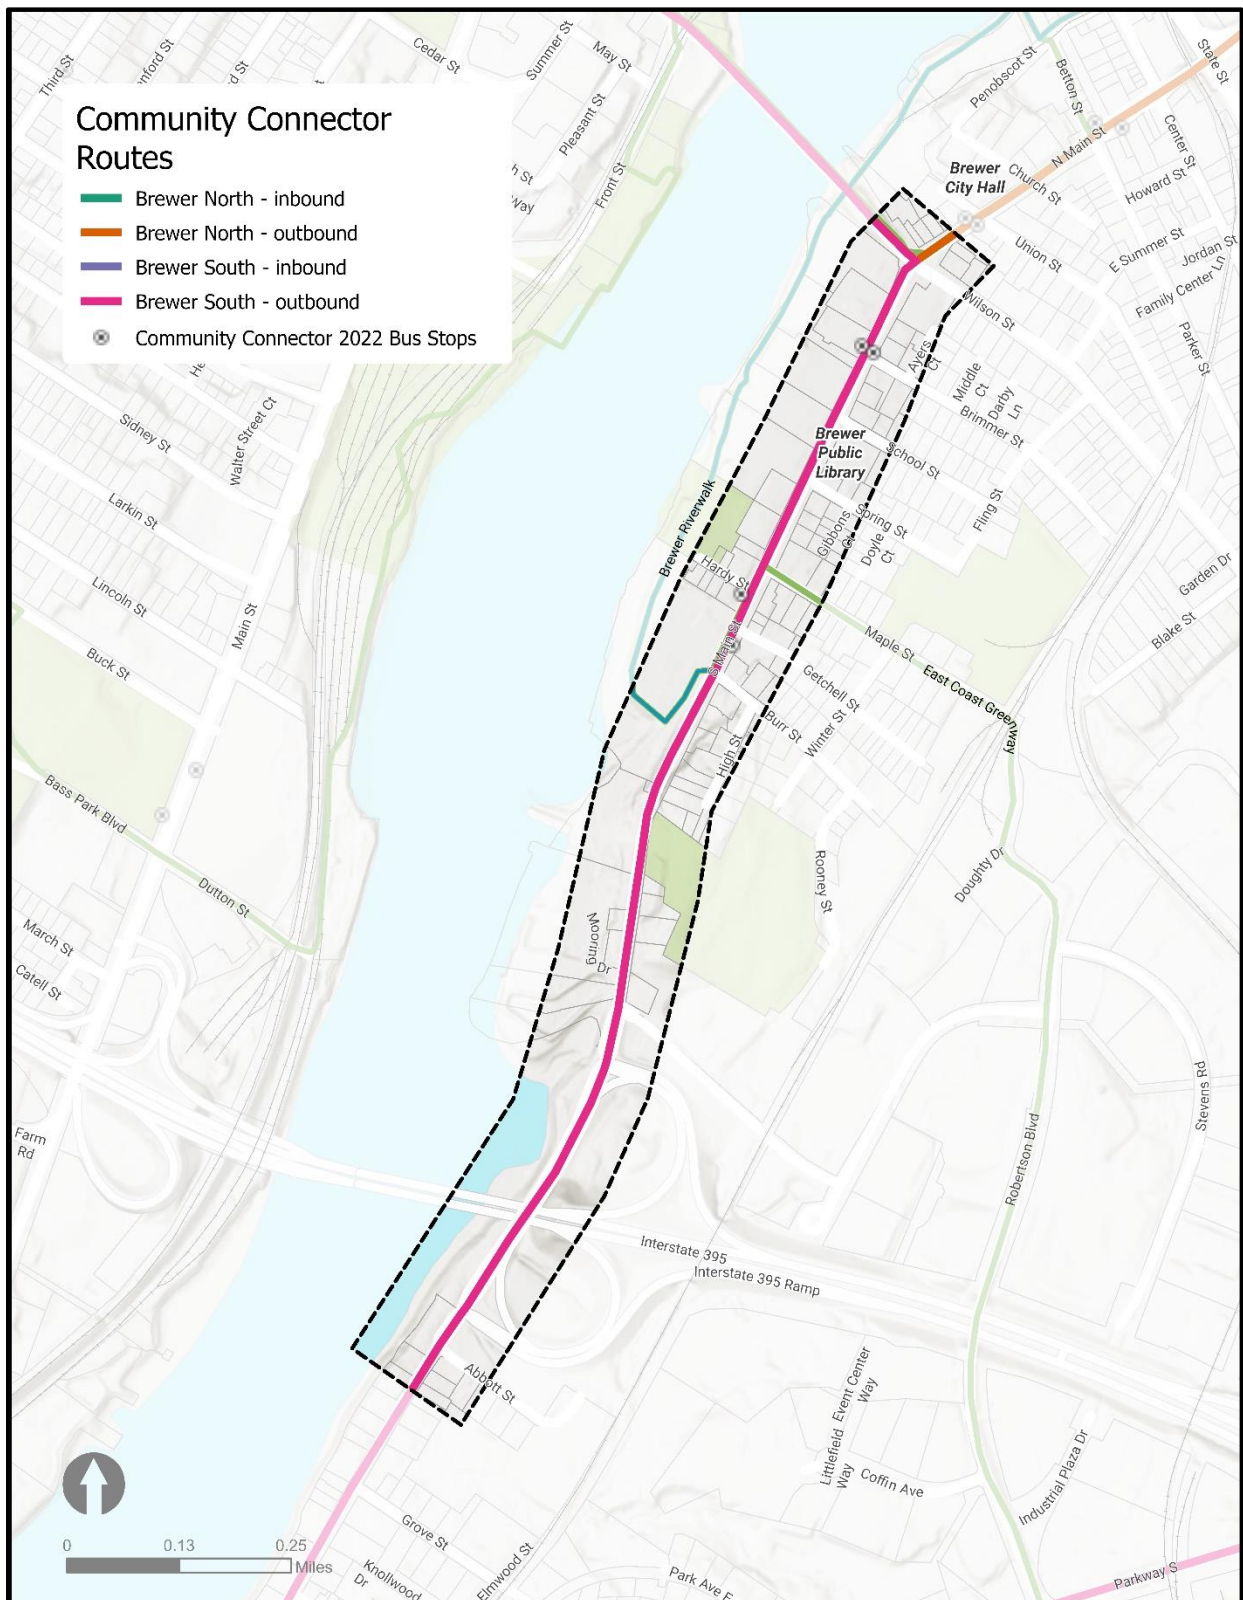 Community Connector
Routes
Brewer North - inbound
Brewer North - outbound
Brewer South - inbound
Brewer South - outbound
Community Connector 2022 Bus Stops
Third St
Cedar St
Summer St
May St
Pleasant St
Front St
Penobscot St
Betton St
State St
N Main St
Center St
Howard St
Church St
Brewer
City Hall
Union St
E Summer St
Jordan St
Family Center Ln
Parker St
Wilson St
Ayers
Ct
Middle
Ct
Darby
Ln
Brimmer St
Brewer
Public
Library
School St
Fling St
Spring St
Gibbons
Ct
Doyle
Ct
Garden Dr
Blake St
Sidney St
Walter Street Ct
Larkin St
Lincoln St
Main St
Buck St
Brewer Riverwalk
Hardy St
S Main St
Maple St
East Coast Greenway
Getchell St
Burr St
Winter St
High St
Bass Park Blvd
Dutton St
Rooney St
Doughty Dr
March St
Catell St
Mooring
Dr
Stevens Rd
Farm
Rd
Robertson Blvd
Interstate 395
Interstate 395 Ramp
Abbott St
Littlefield
Way
Event Center
Way
Coffin Ave
Industrial Plaza Dr
0
0.13
0.25
Miles
Grove St
Knollwood
Dr
Elmwood St
Park Ave E
Parkway S